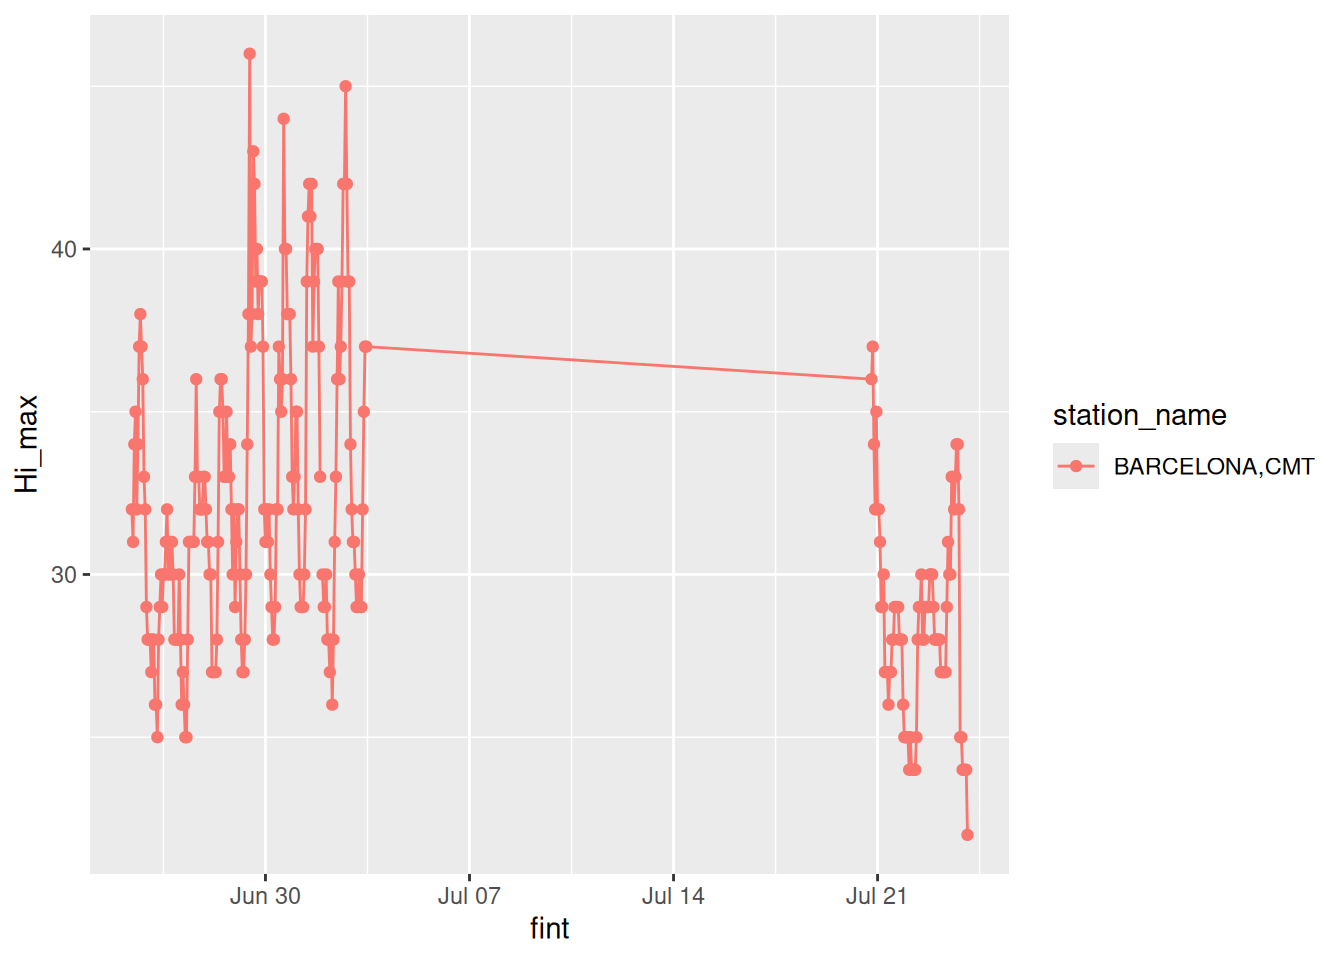 Hi_max
40
30
Jun 30
Jul 07
Jul 14
Jul 21
fint
station_name
BARCELONA,CMT